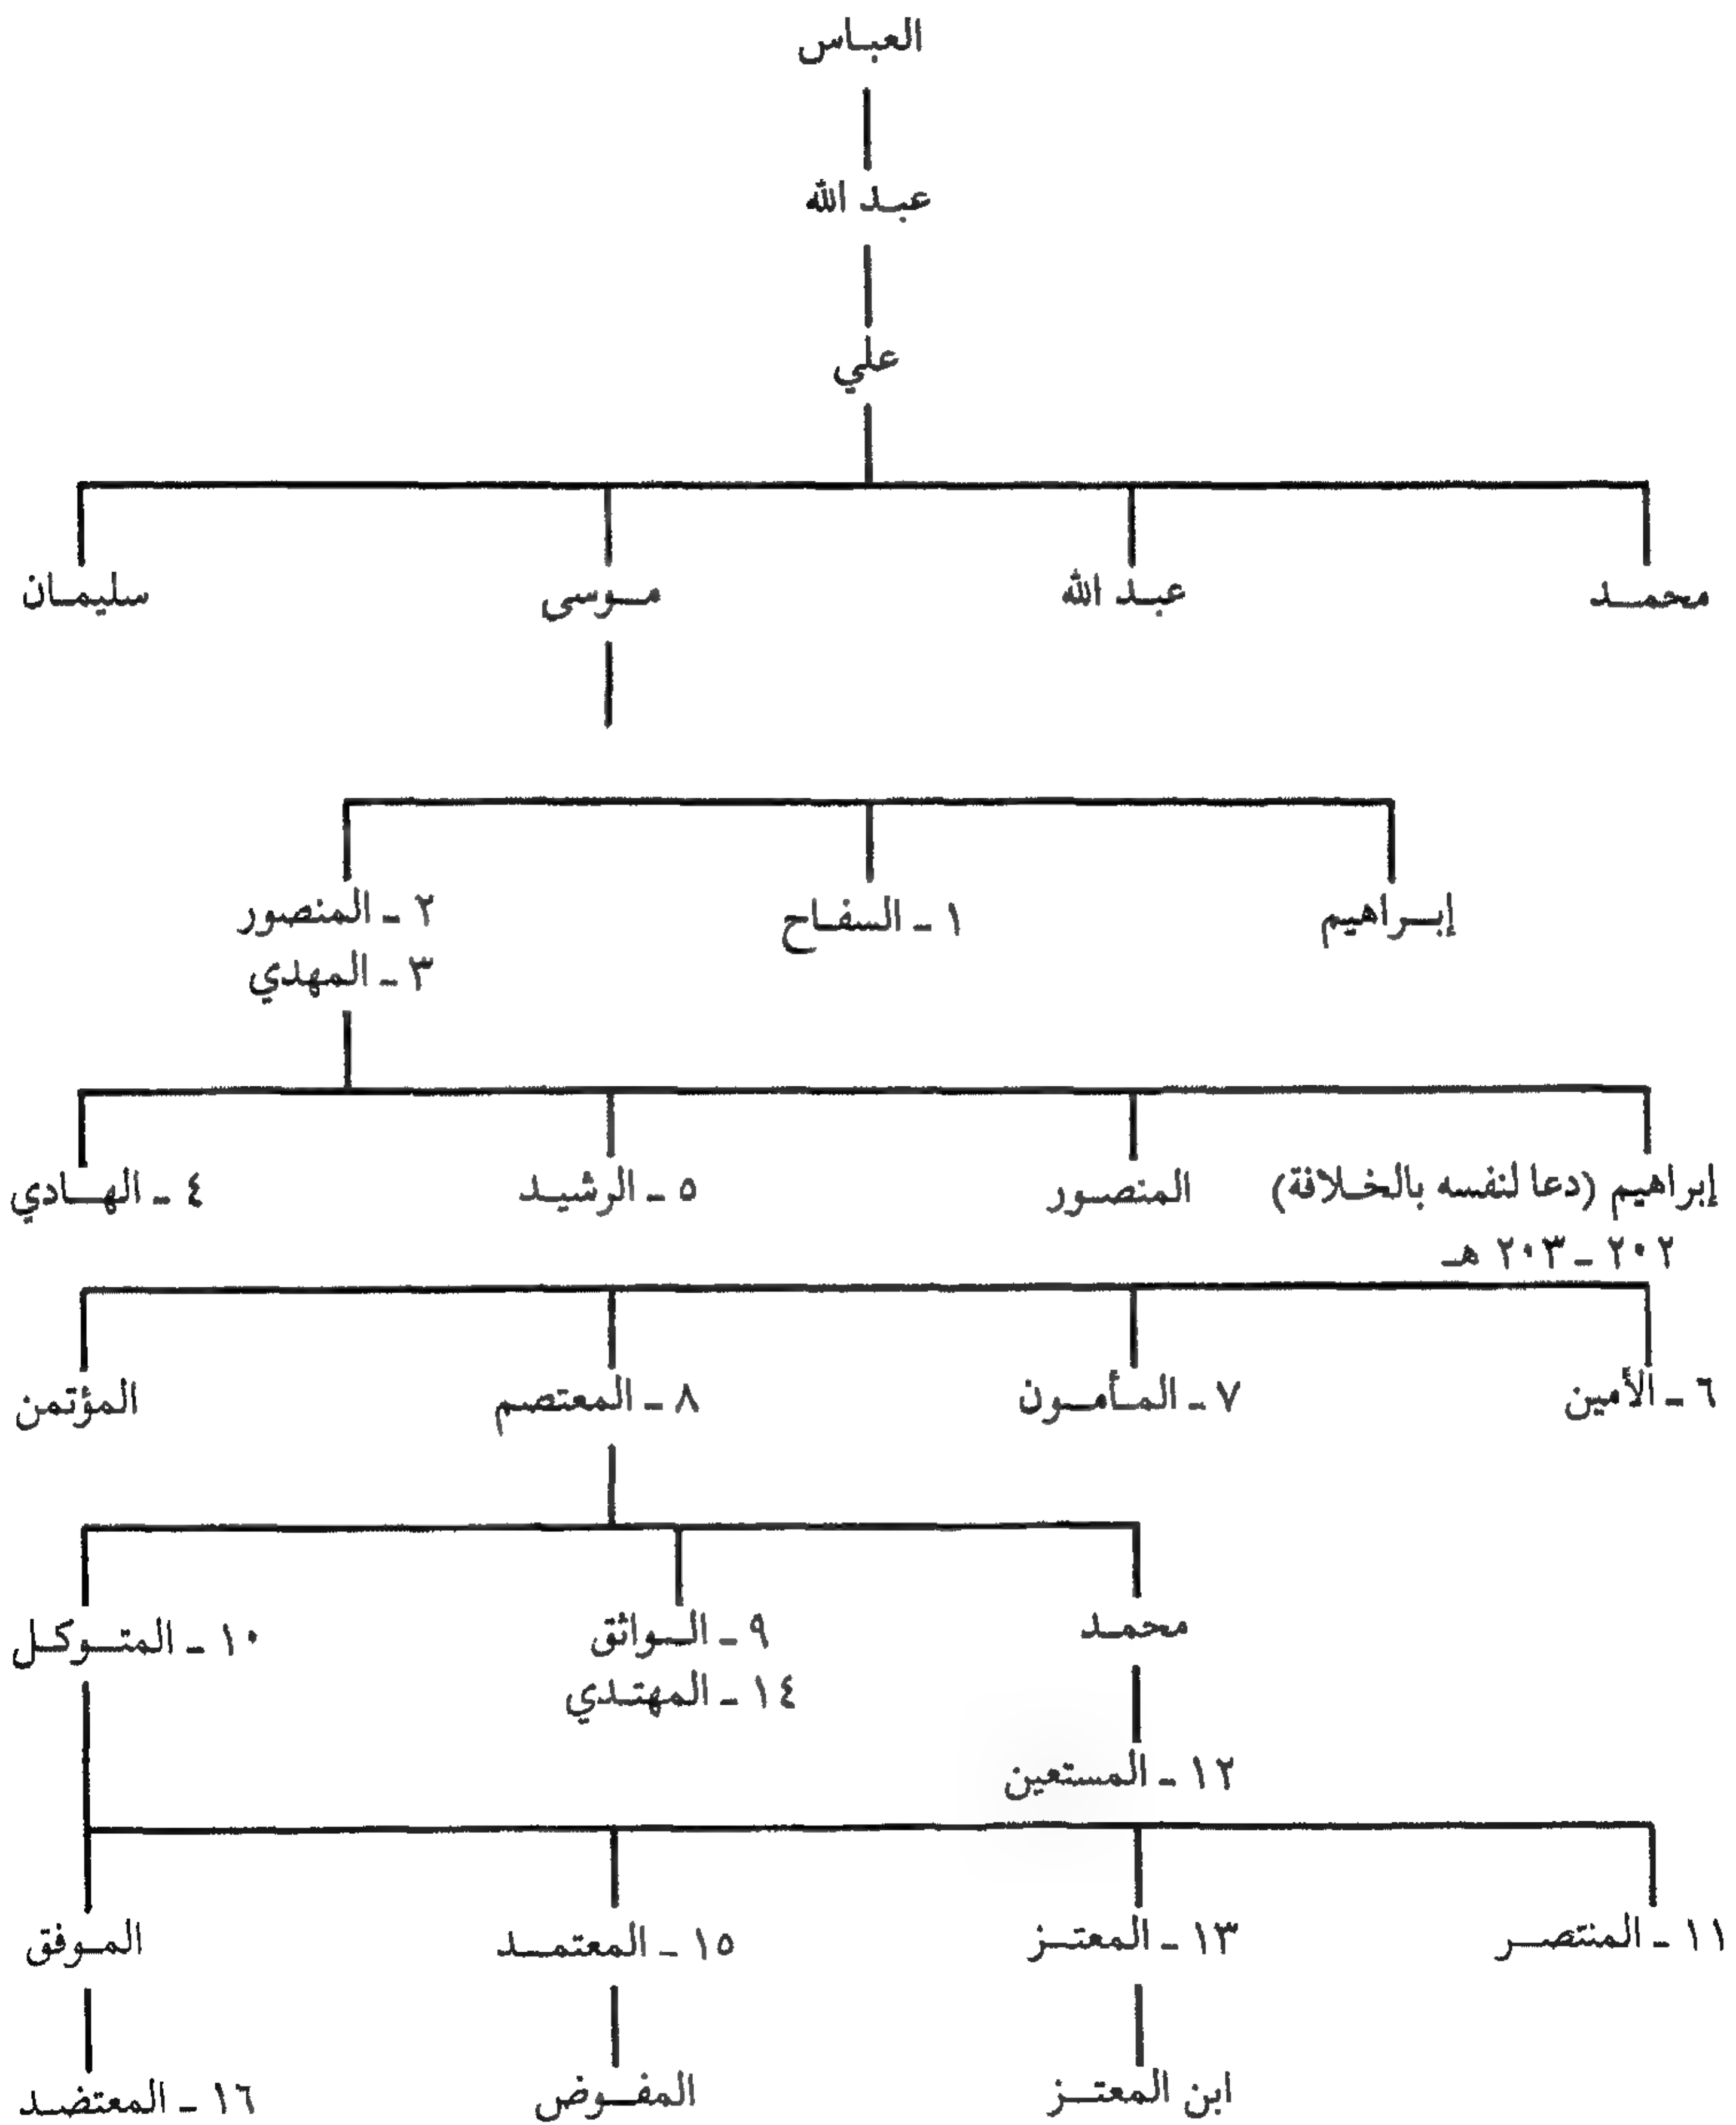 العباس
عبد الله
علي
محمد عبد الله موسى سليمان
إبراهيم ١ - السفاح ٢ - المنصور
٣ - المهدي
إبراهيم (دعا لنفسه بالخلافة) المنصور ٥ - الرشيد ٤ - الهادي
٢٠٢ - ٢٠٣ هـ
٦ - الأمين ٧ - المأمون ٨ - المعتصم المؤتمن
محمد ٩ - الواثق ١٠ - المتوكل
١٤ - المهتدي
١٢ - المستعين
١١ - المنتصر ١٣ - المعتز ١٥ - المعتمد الموفق
ابن المعتز المفوض ١٦ - المعتضد